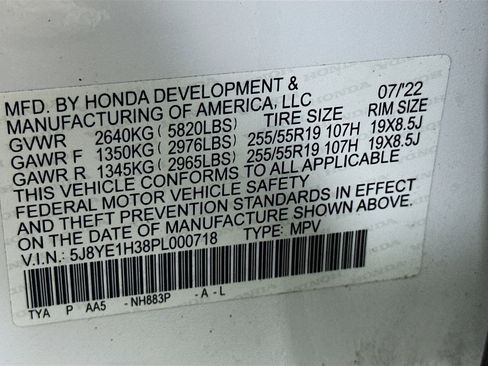 MFD. BY HONDA DEVELOPMENT & 07/'22
MANUFACTURING OF AMERICA, LLC TIRE SIZE RIM SIZE
GVWR 2640KG ( 5820LBS)
GAWR F 1350KG ( 2976LBS) 255/55R19 107H 19X8.5J
GAWR R 1345KG ( 2965LBS) 255/55R19 107H 19X8.5J
THIS VEHICLE CONFORMS TO ALL APPLICABLE
FEDERAL MOTOR VEHICLE SAFETY
AND THEFT PREVENTION STANDARDS IN EFFECT
ON THE DATE OF MANUFACTURE SHOWN ABOVE.
V.I.N.: 5J8YE1H38PL000718 TYPE: MPV
TYA P AA5 -NH883P -A-L